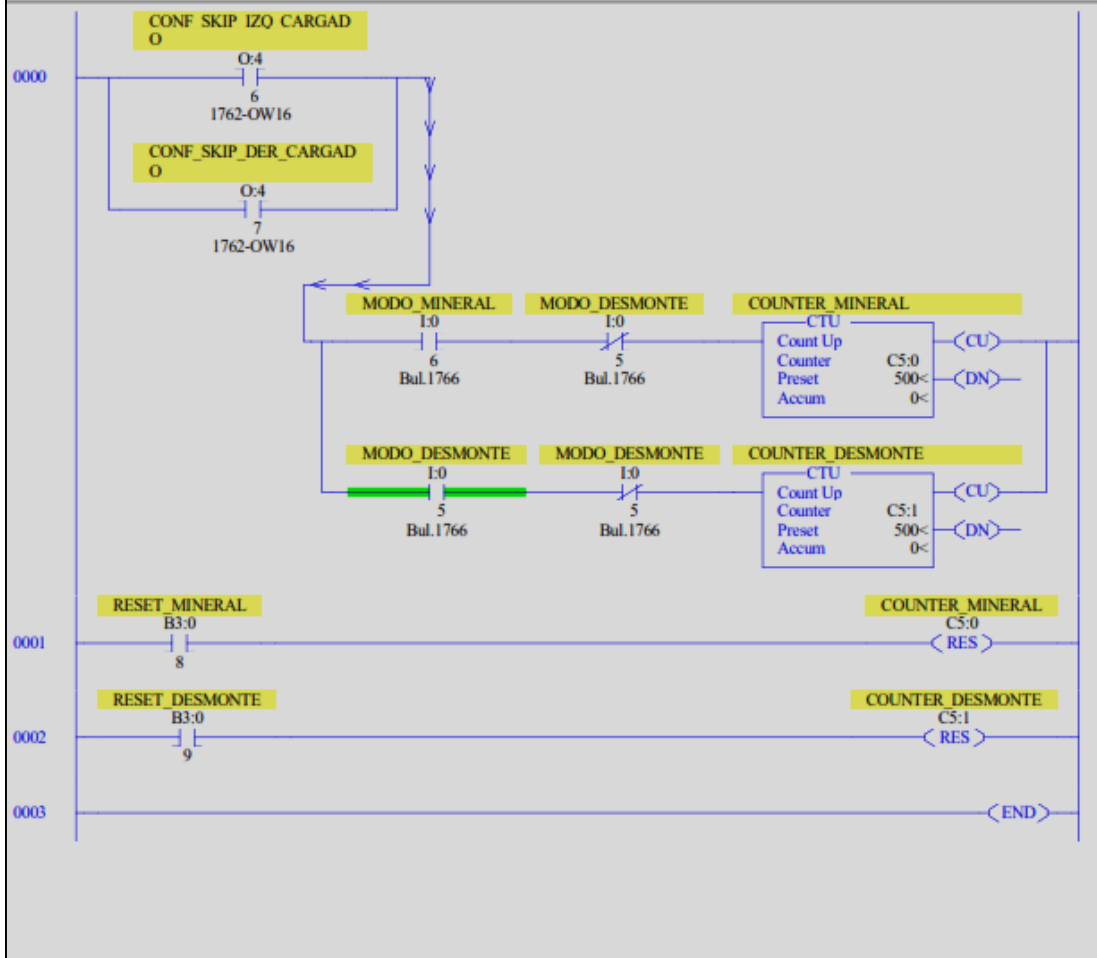 CONF_SKIP_IZQ_CARGAD
O
O:4
0000
6
1762-OW16
CONF_SKIP_DER_CARGAD
O
O:4
7
1762-OW16
MODO_MINERAL
I:0
6
Bul.1766
MODO_DESMONTE
I:0
5
Bul.1766
COUNTER_MINERAL
CTU
Count Up
Counter C5:0
Preset 500<
Accum 0<
CU
DN
MODO_DESMONTE
I:0
5
Bul.1766
MODO_DESMONTE
I:0
5
Bul.1766
COUNTER_DESMONTE
CTU
Count Up
Counter C5:1
Preset 500<
Accum 0<
CU
DN
RESET_MINERAL
B3:0
0001
8
COUNTER_MINERAL
C5:0
RES
RESET_DESMONTE
B3:0
0002
9
COUNTER_DESMONTE
C5:1
RES
0003
END